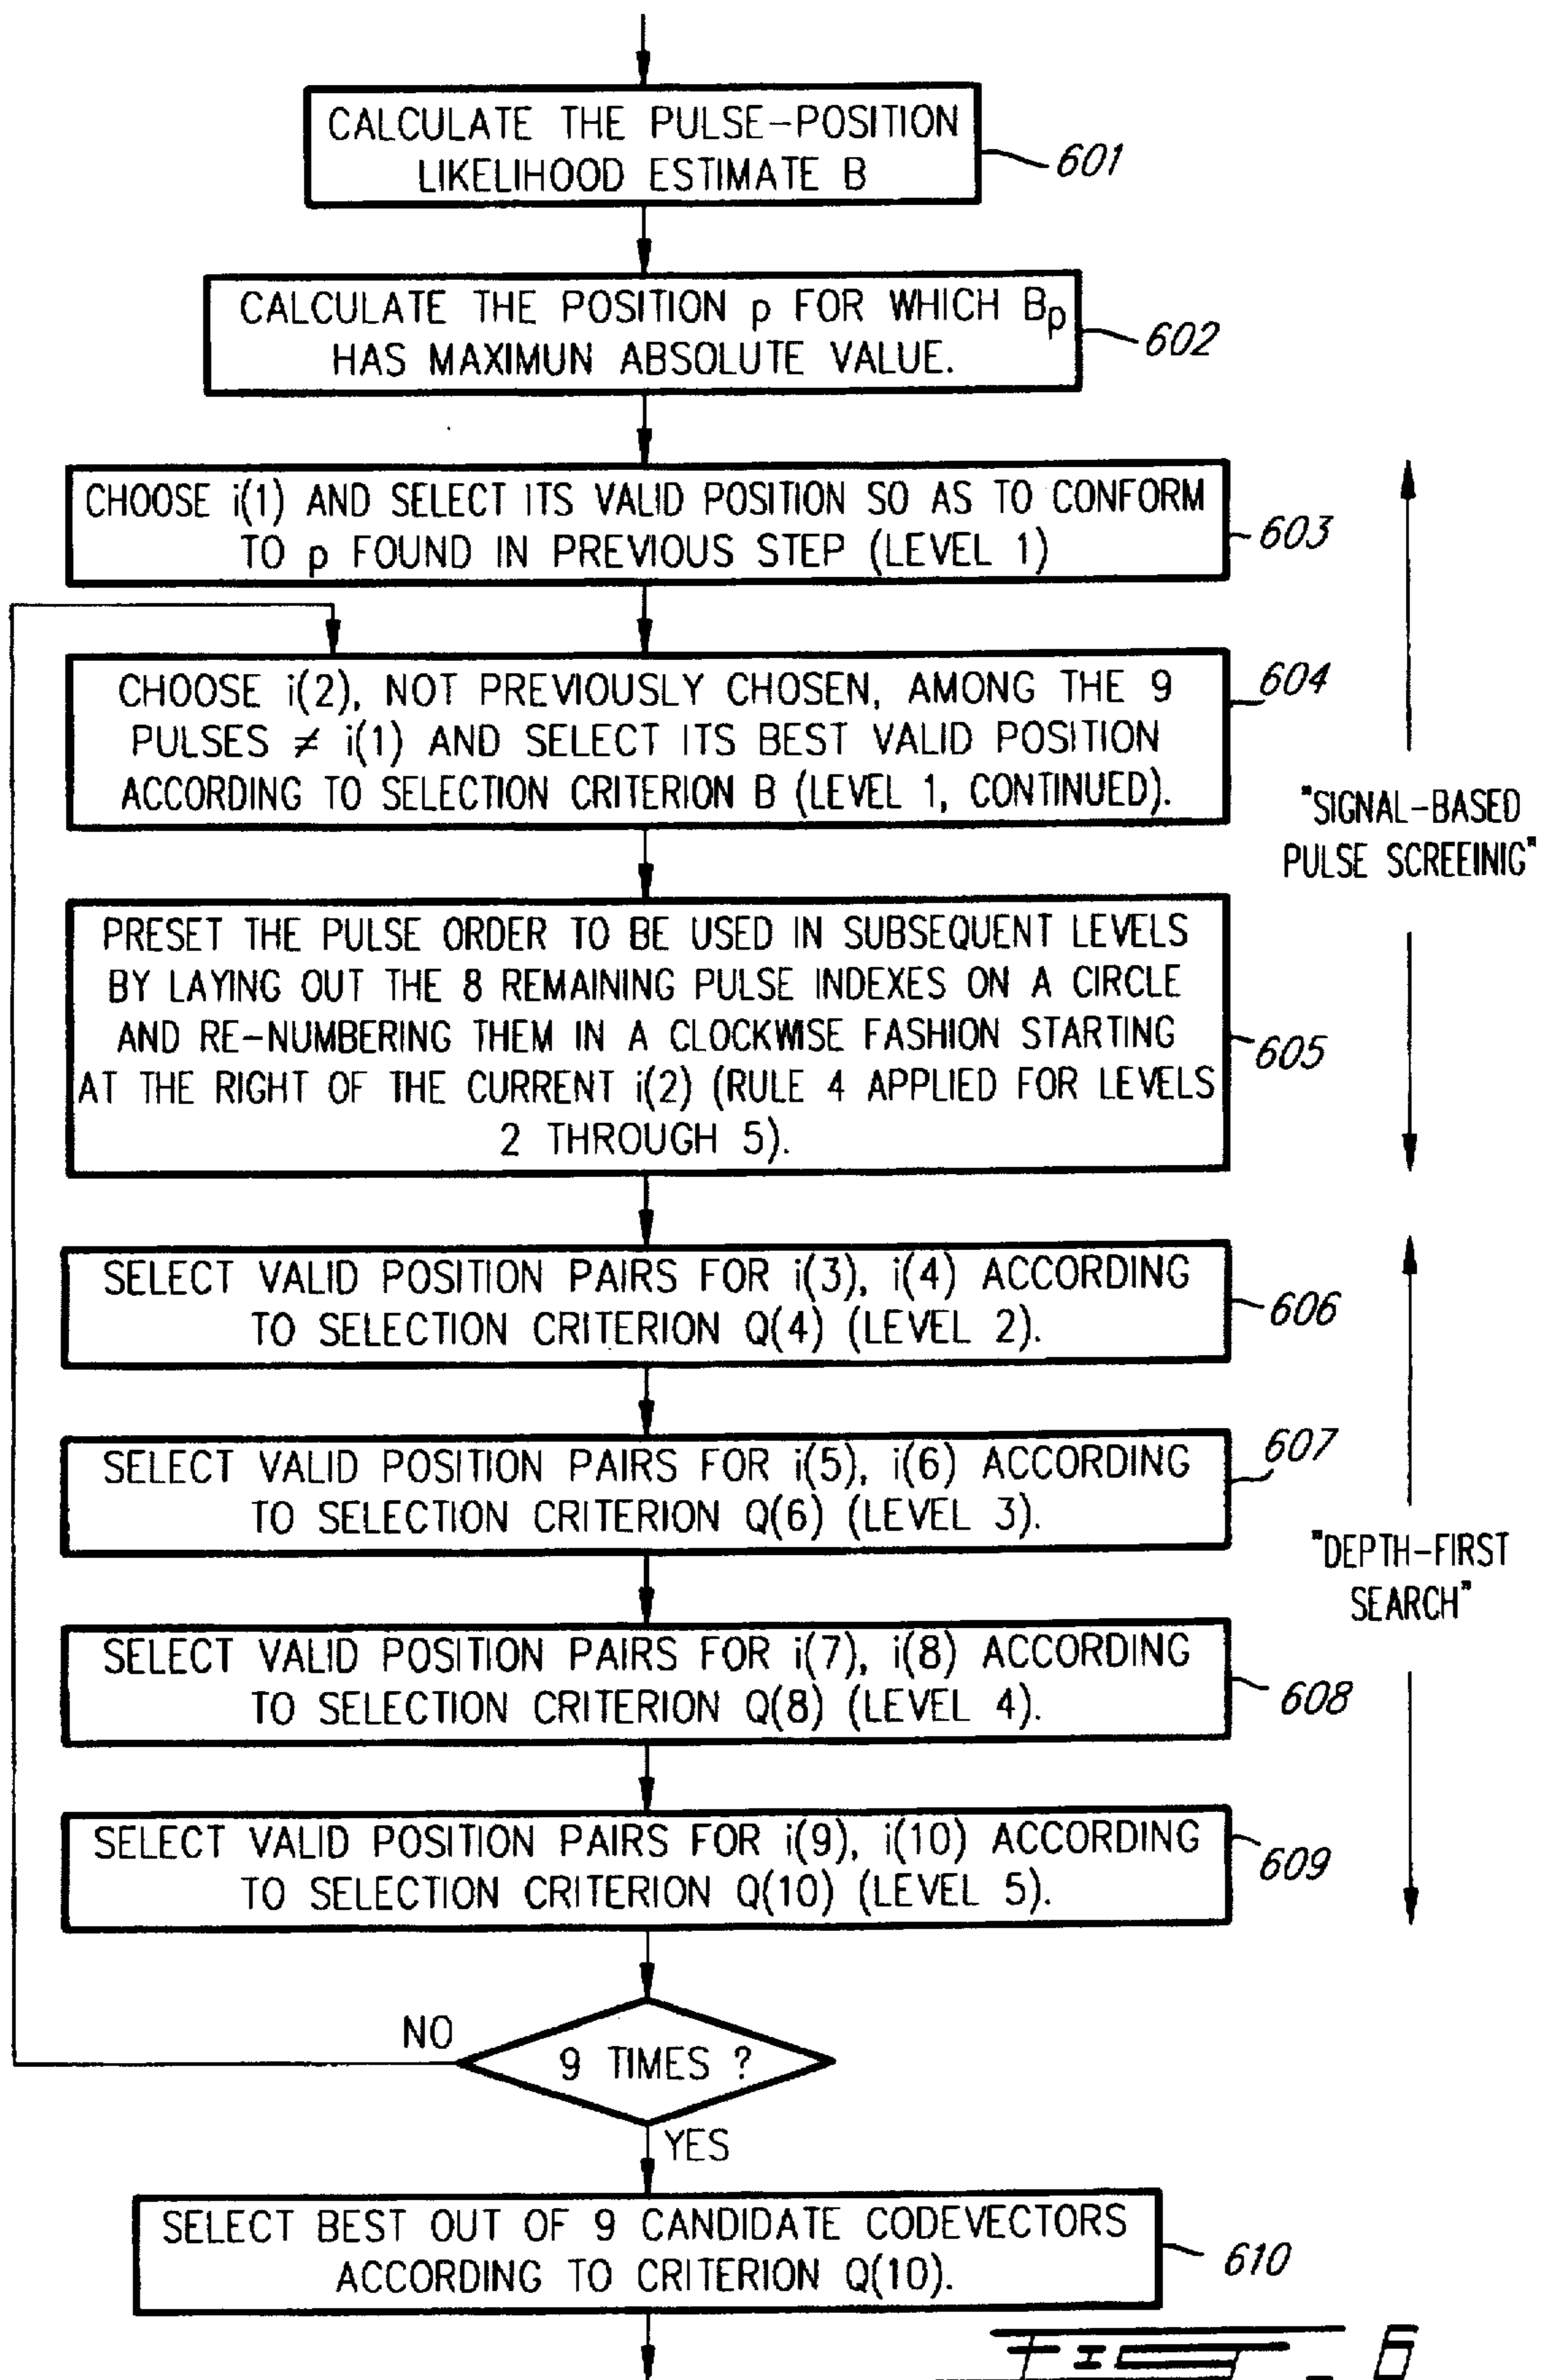 CALCULATE THE PULSE-POSITION
LIKELIHOOD ESTIMATE B
601
CALCULATE THE POSITION p FOR WHICH Bp
HAS MAXIMUN ABSOLUTE VALUE.
602
CHOOSE i(1) AND SELECT ITS VALID POSITION SO AS TO CONFORM
TO p FOUND IN PREVIOUS STEP (LEVEL 1)
603
CHOOSE i(2), NOT PREVIOUSLY CHOSEN, AMONG THE 9
PULSES ≠ i(1) AND SELECT ITS BEST VALID POSITION
ACCORDING TO SELECTION CRITERION B (LEVEL 1, CONTINUED).
604
"SIGNAL-BASED
PULSE SCREEINIG"
PRESET THE PULSE ORDER TO BE USED IN SUBSEQUENT LEVELS
BY LAYING OUT THE 8 REMAINING PULSE INDEXES ON A CIRCLE
AND RE-NUMBERING THEM IN A CLOCKWISE FASHION STARTING
AT THE RIGHT OF THE CURRENT i(2) (RULE 4 APPLIED FOR LEVELS
2 THROUGH 5).
605
SELECT VALID POSITION PAIRS FOR i(3), i(4) ACCORDING
TO SELECTION CRITERION Q(4) (LEVEL 2).
606
SELECT VALID POSITION PAIRS FOR i(5), i(6) ACCORDING
TO SELECTION CRITERION Q(6) (LEVEL 3).
607
"DEPTH-FIRST
SEARCH"
SELECT VALID POSITION PAIRS FOR i(7), i(8) ACCORDING
TO SELECTION CRITERION Q(8) (LEVEL 4).
608
SELECT VALID POSITION PAIRS FOR i(9), i(10) ACCORDING
TO SELECTION CRITERION Q(10) (LEVEL 5).
609
NO
9 TIMES ?
YES
SELECT BEST OUT OF 9 CANDIDATE CODEVECTORS
ACCORDING TO CRITERION Q(10).
610
FIG. 6